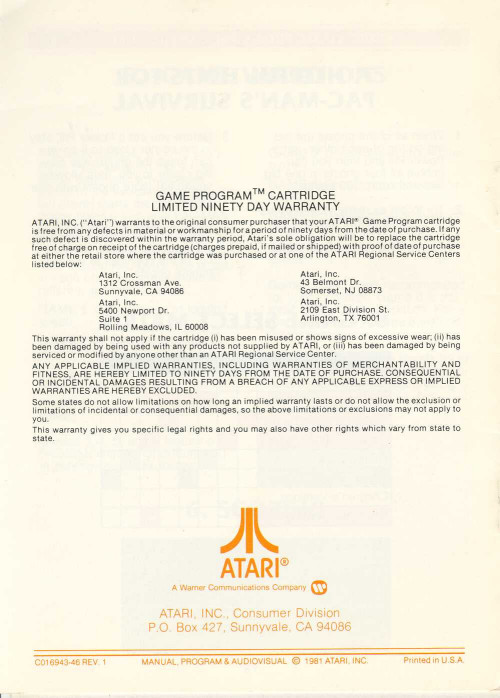 GAME PROGRAM™ CARTRIDGE
LIMITED NINETY DAY WARRANTY
ATARI, INC. ("Atari") warrants to the original consumer purchaser that your ATARI® Game Program cartridge
is free from any defects in material or workmanship for a period of ninety days from the date of purchase. If any
such defect is discovered within the warranty period, Atari's sole obligation will be to replace the cartridge
free of charge on receipt of the cartridge (charges prepaid, if mailed or shipped) with proof of date of purchase
at either the retail store where the cartridge was purchased or at one of the ATARI Regional Service Centers
listed below:
Atari, Inc.
1312 Crossman Ave.
Sunnyvale, CA 94086
Atari, Inc.
5400 Newport Dr.
Suite 1
Rolling Meadows, IL 60008
Atari, Inc.
43 Belmont Dr.
Somerset, NJ 08873
Atari, Inc.
2109 East Division St.
Arlington, TX 76001
This warranty shall not apply if the cartridge (i) has been misused or shows signs of excessive wear; (ii) has
been damaged by being used with any products not supplied by ATARI, or (iii) has been damaged by being
serviced or modified by anyone other than an ATARI Regional Service Center.
ANY APPLICABLE IMPLIED WARRANTIES, INCLUDING WARRANTIES OF MERCHANTABILITY AND
FITNESS, ARE HEREBY LIMITED TO NINETY DAYS FROM THE DATE OF PURCHASE. CONSEQUENTIAL
OR INCIDENTAL DAMAGES RESULTING FROM A BREACH OF ANY APPLICABLE EXPRESS OR IMPLIED
WARRANTIES ARE HEREBY EXCLUDED.
Some states do not allow limitations on how long an implied warranty lasts or do not allow the exclusion or
limitations of incidental or consequential damages, so the above limitations or exclusions may not apply to
you.
This warranty gives you specific legal rights and you may also have other rights which vary from state to
state.
ATARI®
A Warner Communications Company
ATARI, INC., Consumer Division
P.O. Box 427, Sunnyvale, CA 94086
C016943-46 REV. 1 MANUAL, PROGRAM & AUDIOVISUAL © 1981 ATARI, INC. Printed in U.S.A.